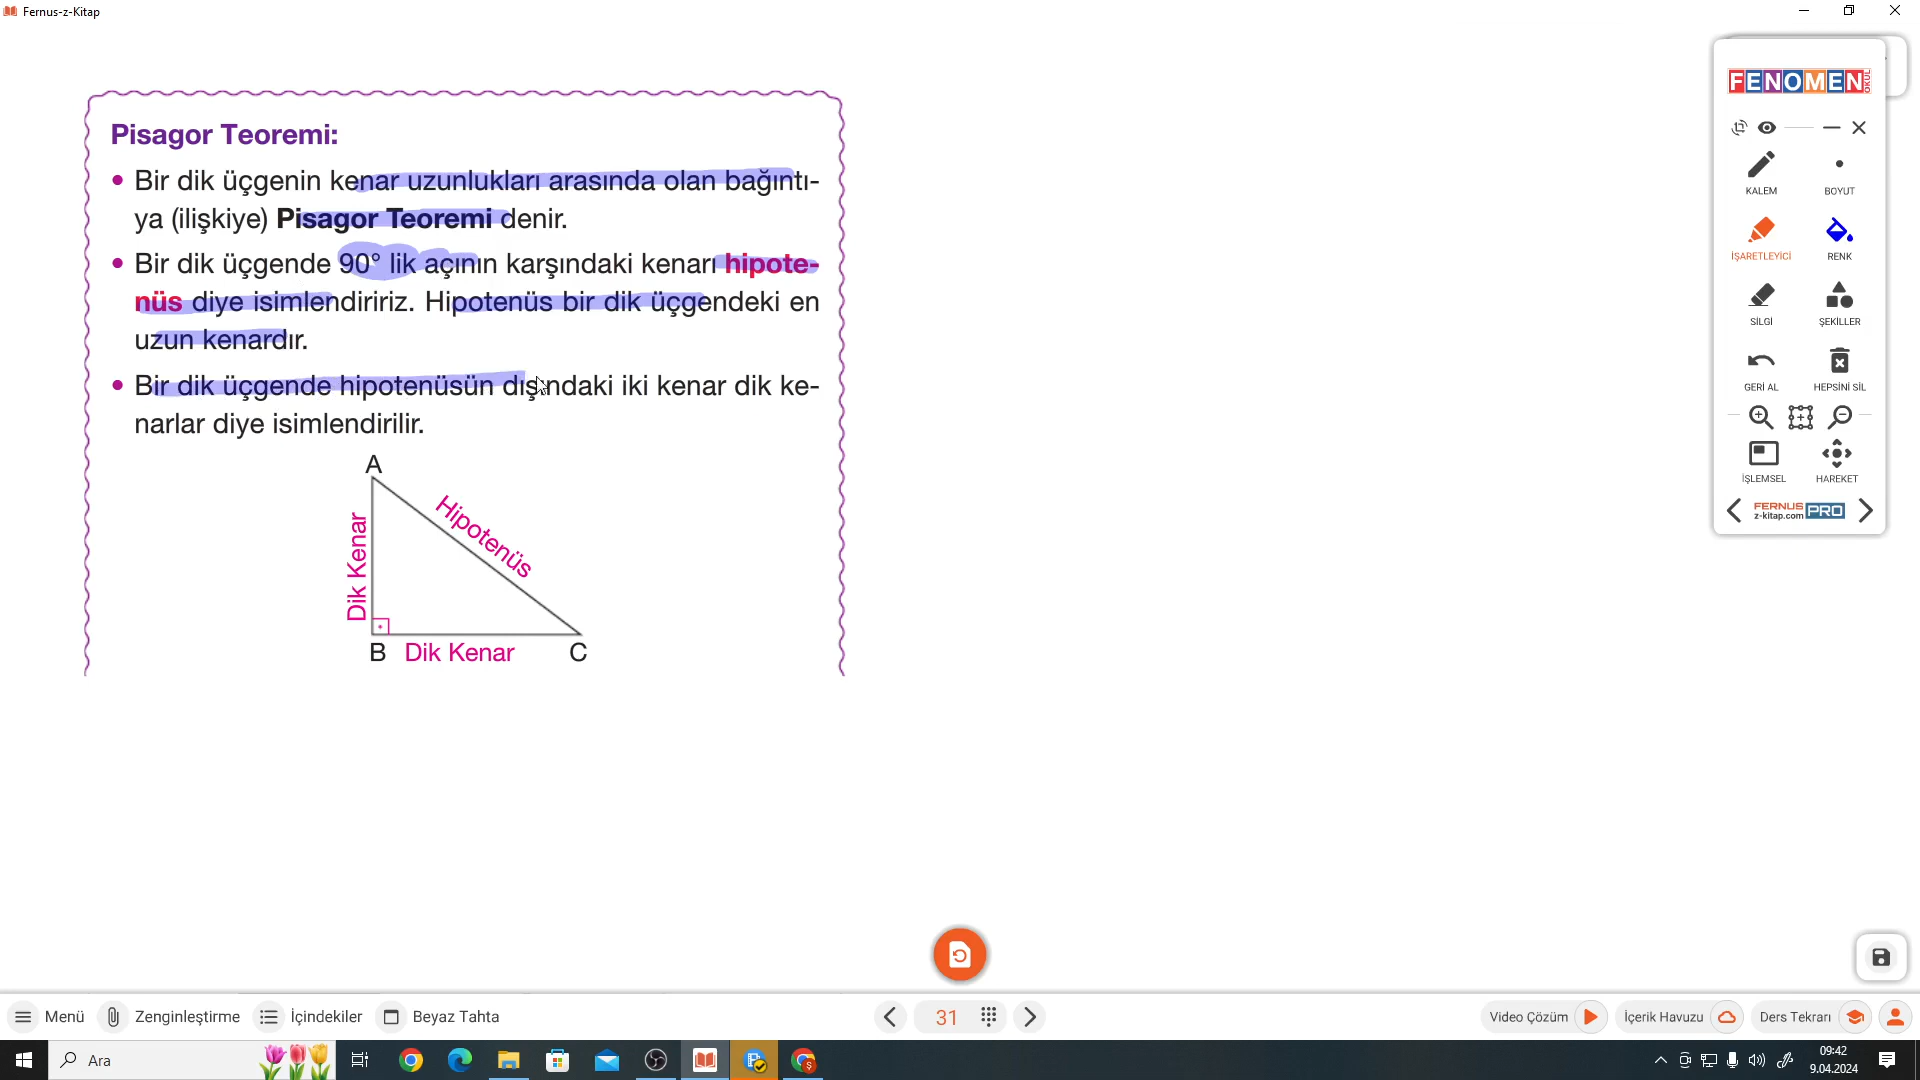 Fernus-z-Kitap
FENOMEN OKUL
Pisagor Teoremi:
• Bir dik üçgenin kenar uzunlukları arasında olan bağıntı-
ya (ilişkiye) Pisagor Teoremi denir.
• Bir dik üçgende 90° lik açının karşındaki kenarı hipote-
nüs diye isimlendiririz. Hipotenüs bir dik üçgendeki en
uzun kenardır.
• Bir dik üçgende hipotenüsün dışındaki iki kenar dik ke-
narlar diye isimlendirilir.
A
Hipotenüs
Dik Kenar
B Dik Kenar C
KALEM BOYUT
İŞARETLEYİCİ RENK
SİLGİ ŞEKİLLER
GERİ AL HEPSİNİ SİL
İŞLEMSEL HAREKET
FERNUS
z-kitap.com PRO
Menü Zenginleştirme İçindekiler Beyaz Tahta 31 Video Çözüm İçerik Havuzu Ders Tekrarı
Ara
09:42
9.04.2024